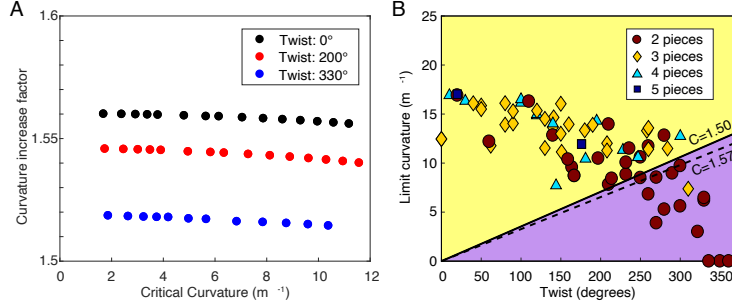 A
Curvature increase factor
1.6
1.55
1.5
0
2
4
6
8
10
12
Critical Curvature (m⁻¹)
Twist: 0°
Twist: 200°
Twist: 330°
B
Limit curvature (m⁻¹)
25
20
15
10
5
0
0
50
100
150
200
250
300
350
Twist (degrees)
2 pieces
3 pieces
4 pieces
5 pieces
C=1.50
C=1.57